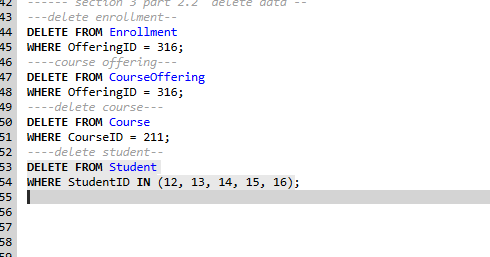 42 ------ section 3 part 2.2 delete data --
---delete enrollment--
44 DELETE FROM Enrollment
45 WHERE OfferingID = 316;
46 ----course offering---
47 DELETE FROM CourseOffering
48 WHERE OfferingID = 316;
49 ----delete course---
50 DELETE FROM Course
51 WHERE CourseID = 211;
52 ----delete student--
53 DELETE FROM Student
54 WHERE StudentID IN (12, 13, 14, 15, 16);
55
56
57
58
59